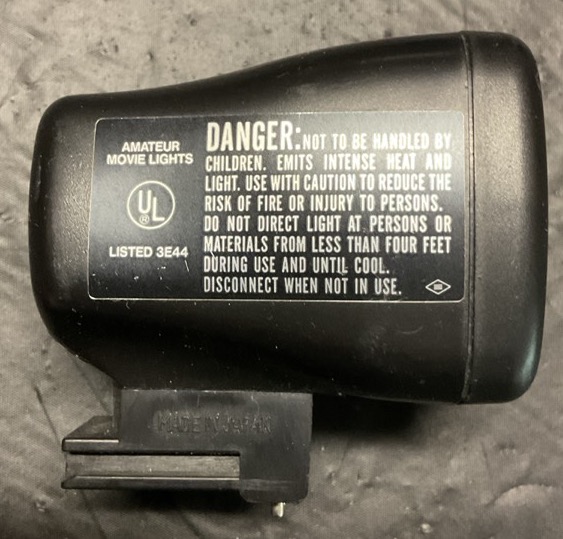 AMATEUR
MOVIE LIGHTS
UL
®
LISTED 3E44
DANGER: NOT TO BE HANDLED BY
CHILDREN. EMITS INTENSE HEAT AND
LIGHT. USE WITH CAUTION TO REDUCE THE
RISK OF FIRE OR INJURY TO PERSONS.
DO NOT DIRECT LIGHT AT PERSONS OR
MATERIALS FROM LESS THAN FOUR FEET
DURING USE AND UNTIL COOL.
DISCONNECT WHEN NOT IN USE.
MADE IN JAPAN